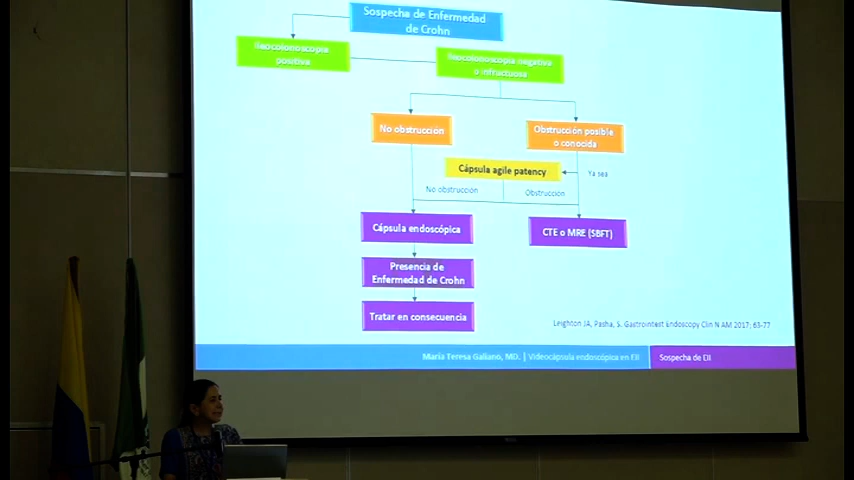 Sospecha de Enfermedad
de Crohn
Ileocolonoscopia
positiva
Ileocolonoscopia negativa
o infructuosa
No obstrucción
Obstrucción posible
o conocida
Cápsula agile patency
Ya sea
No obstrucción
Obstrucción
Cápsula endoscópica
CTE o MRE (SBFT)
Presencia de
Enfermedad de Crohn
Tratar en consecuencia
Leighton JA, Pasha, S. Gastrointest Endoscopy Clin N AM 2017; 63-77
María Teresa Galiano, MD. | Videocápsula endoscópica en EII
Sospecha de EII